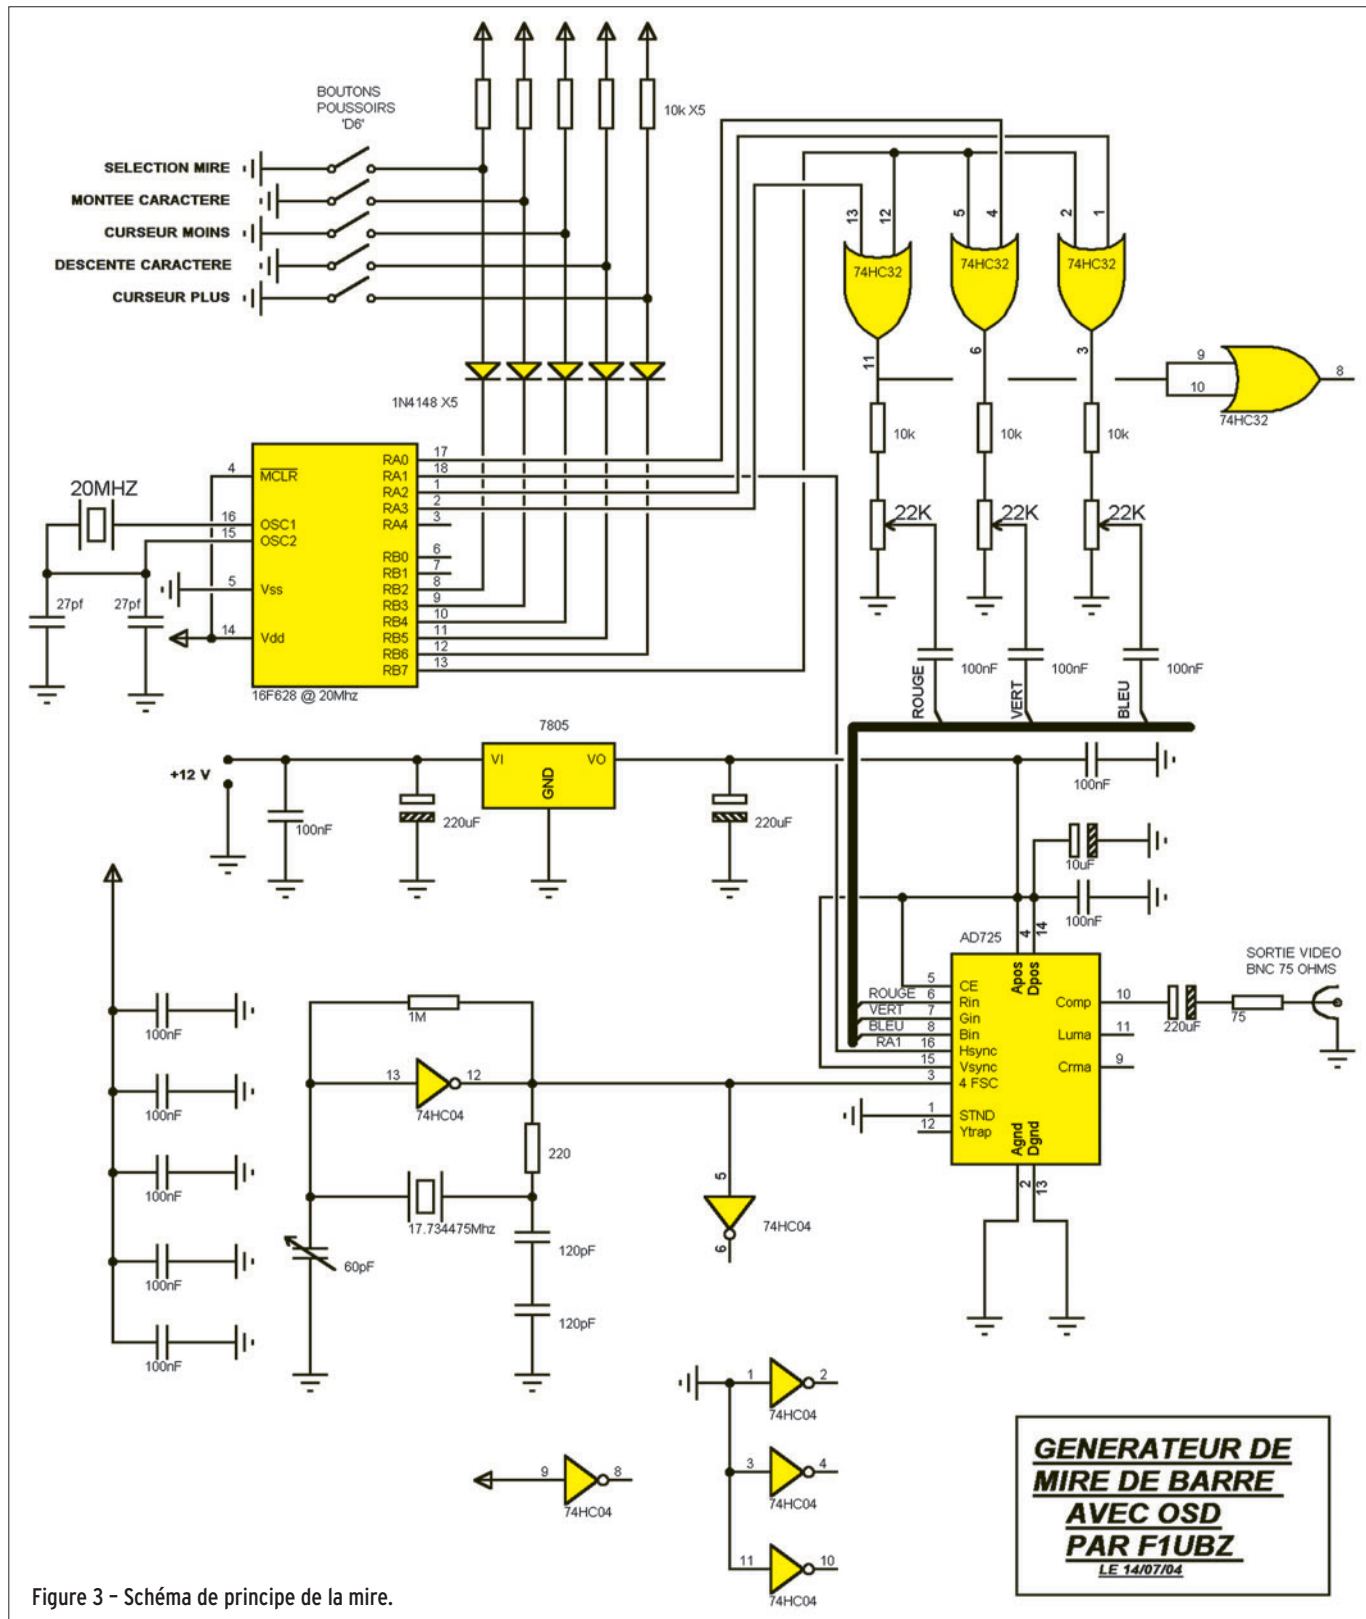 BOUTONS
POUSSOIRS
'D6'
10k X5
SELECTION MIRE
MONTEE CARACTERE
CURSEUR MOINS
DESCENTE CARACTERE
CURSEUR PLUS
13
12
5
4
2
1
74HC32
74HC32
74HC32
11
6
3
9
10
8
74HC32
1N4148 X5
10k
10k
10k
20MHZ
4
MCLR
16
OSC1
15
OSC2
5
Vss
14
Vdd
RA0
17
RA1
18
RA2
1
RA3
2
RA4
3
RB0
6
RB1
7
RB2
8
RB3
9
RB4
10
RB5
11
RB6
12
RB7
13
27pf
27pf
16F628 @ 20Mhz
22K
22K
22K
100nF
100nF
100nF
ROUGE
VERT
BLEU
7805
VI
VO
GND
+12 V
100nF
220uF
220uF
100nF
10uF
100nF
AD725
4
14
Apos
Dpos
SORTIE VIDEO
BNC 75 OHMS
ROUGE
VERT
BLEU
RA1
5
CE
6
Rin
7
Gin
8
Bin
16
Hsync
15
Vsync
3
4 FSC
1
STND
12
Ytrap
Comp
10
Luma
11
Crma
9
220uF
75
Agnd
Dgnd
2
13
100nF
100nF
100nF
100nF
100nF
1M
13
12
74HC04
220
17.734475Mhz
60pF
120pF
120pF
5
74HC04
6
1
2
74HC04
3
4
74HC04
11
10
74HC04
9
8
74HC04
GENERATEUR DE
MIRE DE BARRE
AVEC OSD
PAR F1UBZ
LE 14/07/04
Figure 3 – Schéma de principe de la mire.